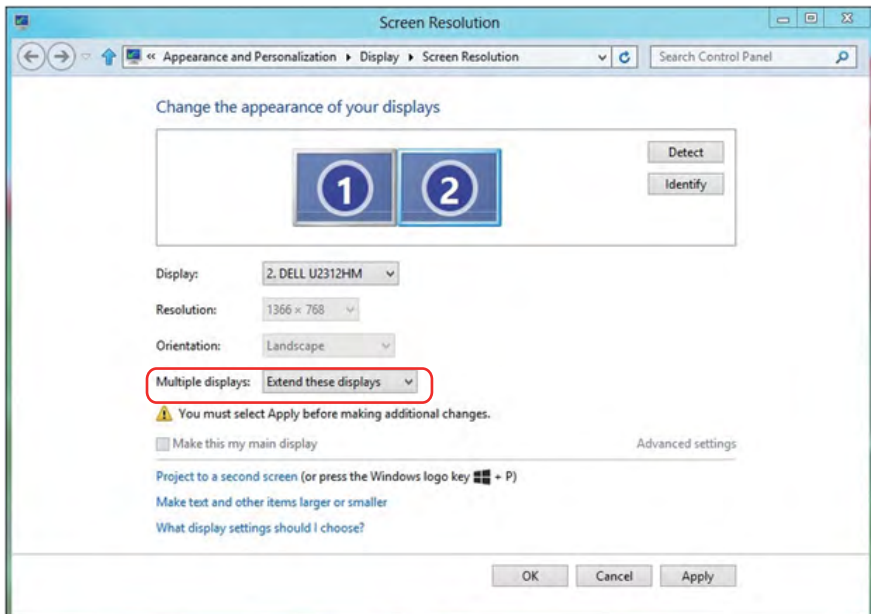 Screen Resolution
« Appearance and Personalization ▸ Display ▸ Screen Resolution
Search Control Panel
Change the appearance of your displays
1 2
Detect
Identify
Display: 2. DELL U2312HM
Resolution: 1366 × 768
Orientation: Landscape
Multiple displays: Extend these displays
You must select Apply before making additional changes.
Make this my main display Advanced settings
Project to a second screen (or press the Windows logo key + P)
Make text and other items larger or smaller
What display settings should I choose?
OK Cancel Apply